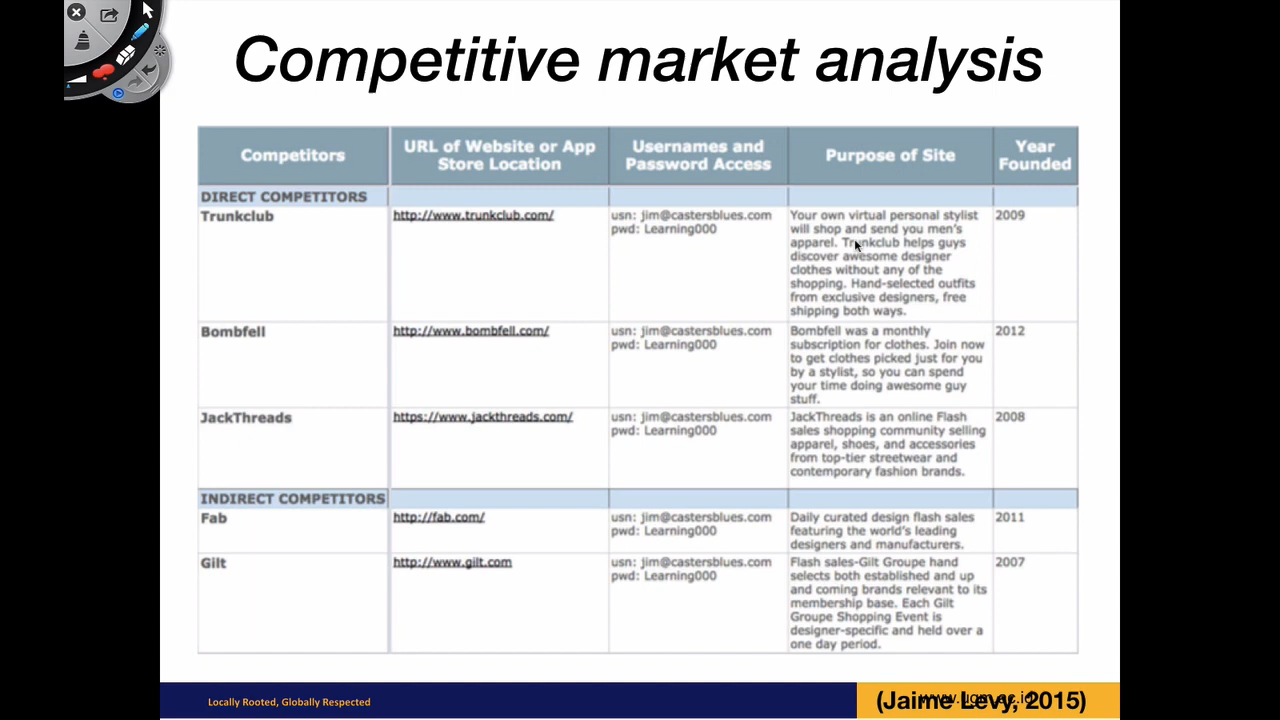 Competitive market analysis
Competitors
URL of Website or App
Store Location
Usernames and
Password Access
Purpose of Site
Year
Founded
DIRECT COMPETITORS
Trunkclub
http://www.trunkclub.com/
usn: jim@castersblues.com
pwd: Learning000
Your own virtual personal stylist
will shop and send you men's
apparel. Trunkclub helps guys
discover awesome designer
clothes without any of the
shopping. Hand-selected outfits
from exclusive designers, free
shipping both ways.
2009
Bombfell
http://www.bombfell.com/
usn: jim@castersblues.com
pwd: Learning000
Bombfell was a monthly
subscription for clothes. Join now
to get clothes picked just for you
by a stylist, so you can spend
your time doing awesome guy
stuff.
2012
JackThreads
https://www.jackthreads.com/
usn: jim@castersblues.com
pwd: Learning000
JackThreads is an online Flash
sales shopping community selling
apparel, shoes, and accessories
from top-tier streetwear and
contemporary fashion brands.
2008
INDIRECT COMPETITORS
Fab
http://fab.com/
usn: jim@castersblues.com
pwd: Learning000
Daily curated design flash sales
featuring the world's leading
designers and manufacturers.
2011
Gilt
http://www.gilt.com
usn: jim@castersblues.com
pwd: Learning000
Flash sales-Gilt Groupe hand
selects both established and up
and coming brands relevant to its
membership base. Each Gilt
Groupe Shopping Event is
designer-specific and held over a
one day period.
2007
Locally Rooted, Globally Respected
(Jaime Levy, 2015)